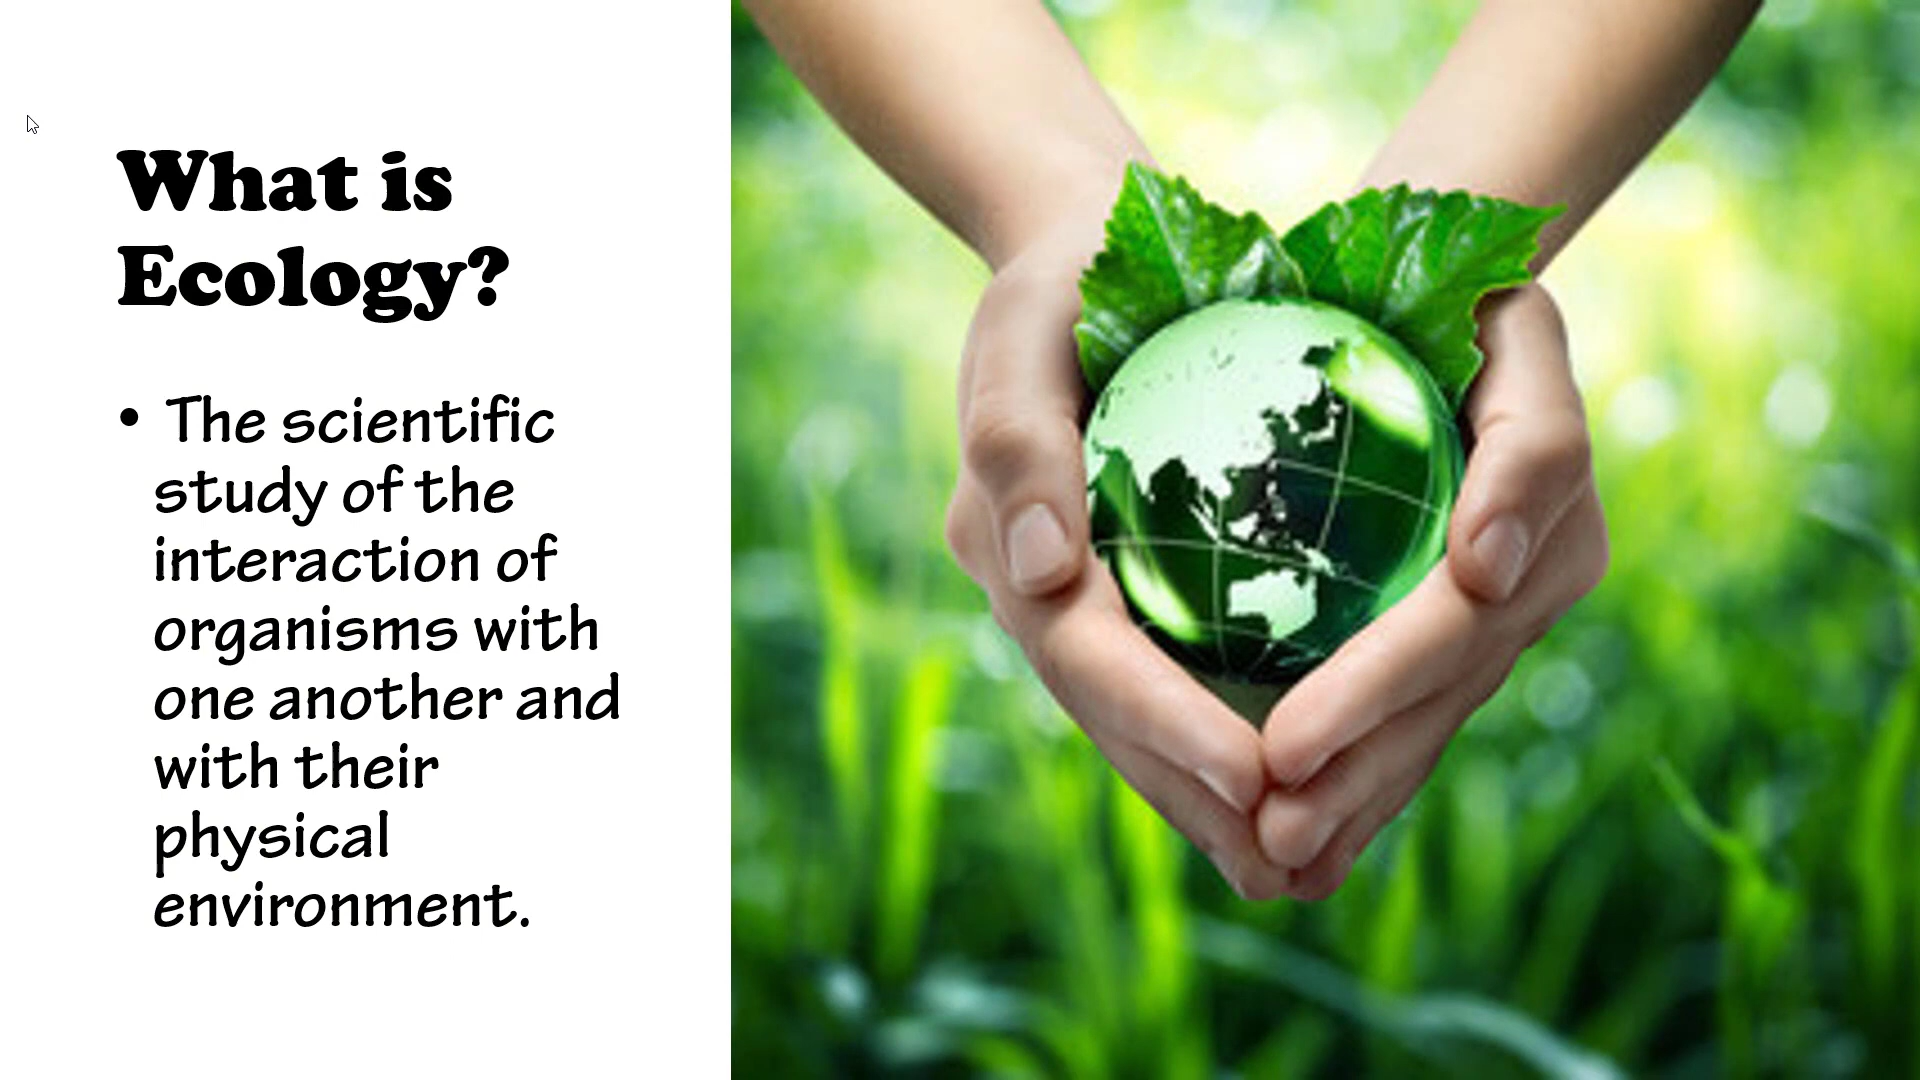 What is
Ecology?
• The scientific
study of the
interaction of
organisms with
one another and
with their
physical
environment.